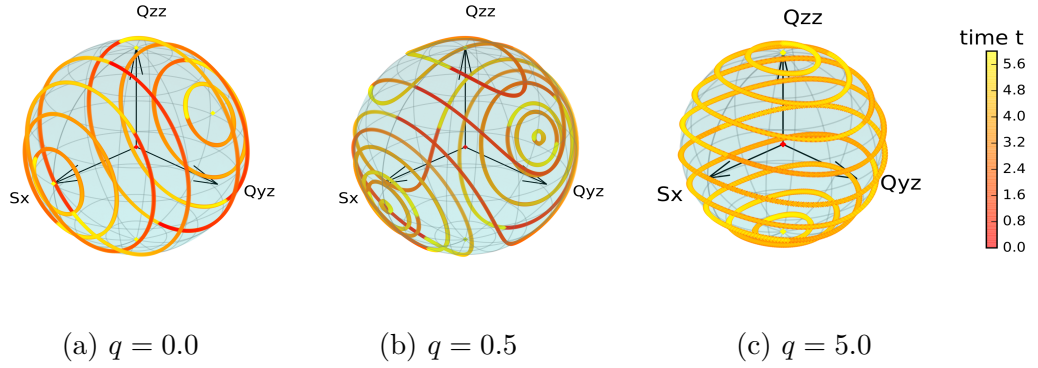 Qzz
Sx
Qyz
Qzz
Sx
Qyz
Qzz
Sx
Qyz
time t
5.6
4.8
4.0
3.2
2.4
1.6
0.8
0.0
(a) q = 0.0
(b) q = 0.5
(c) q = 5.0